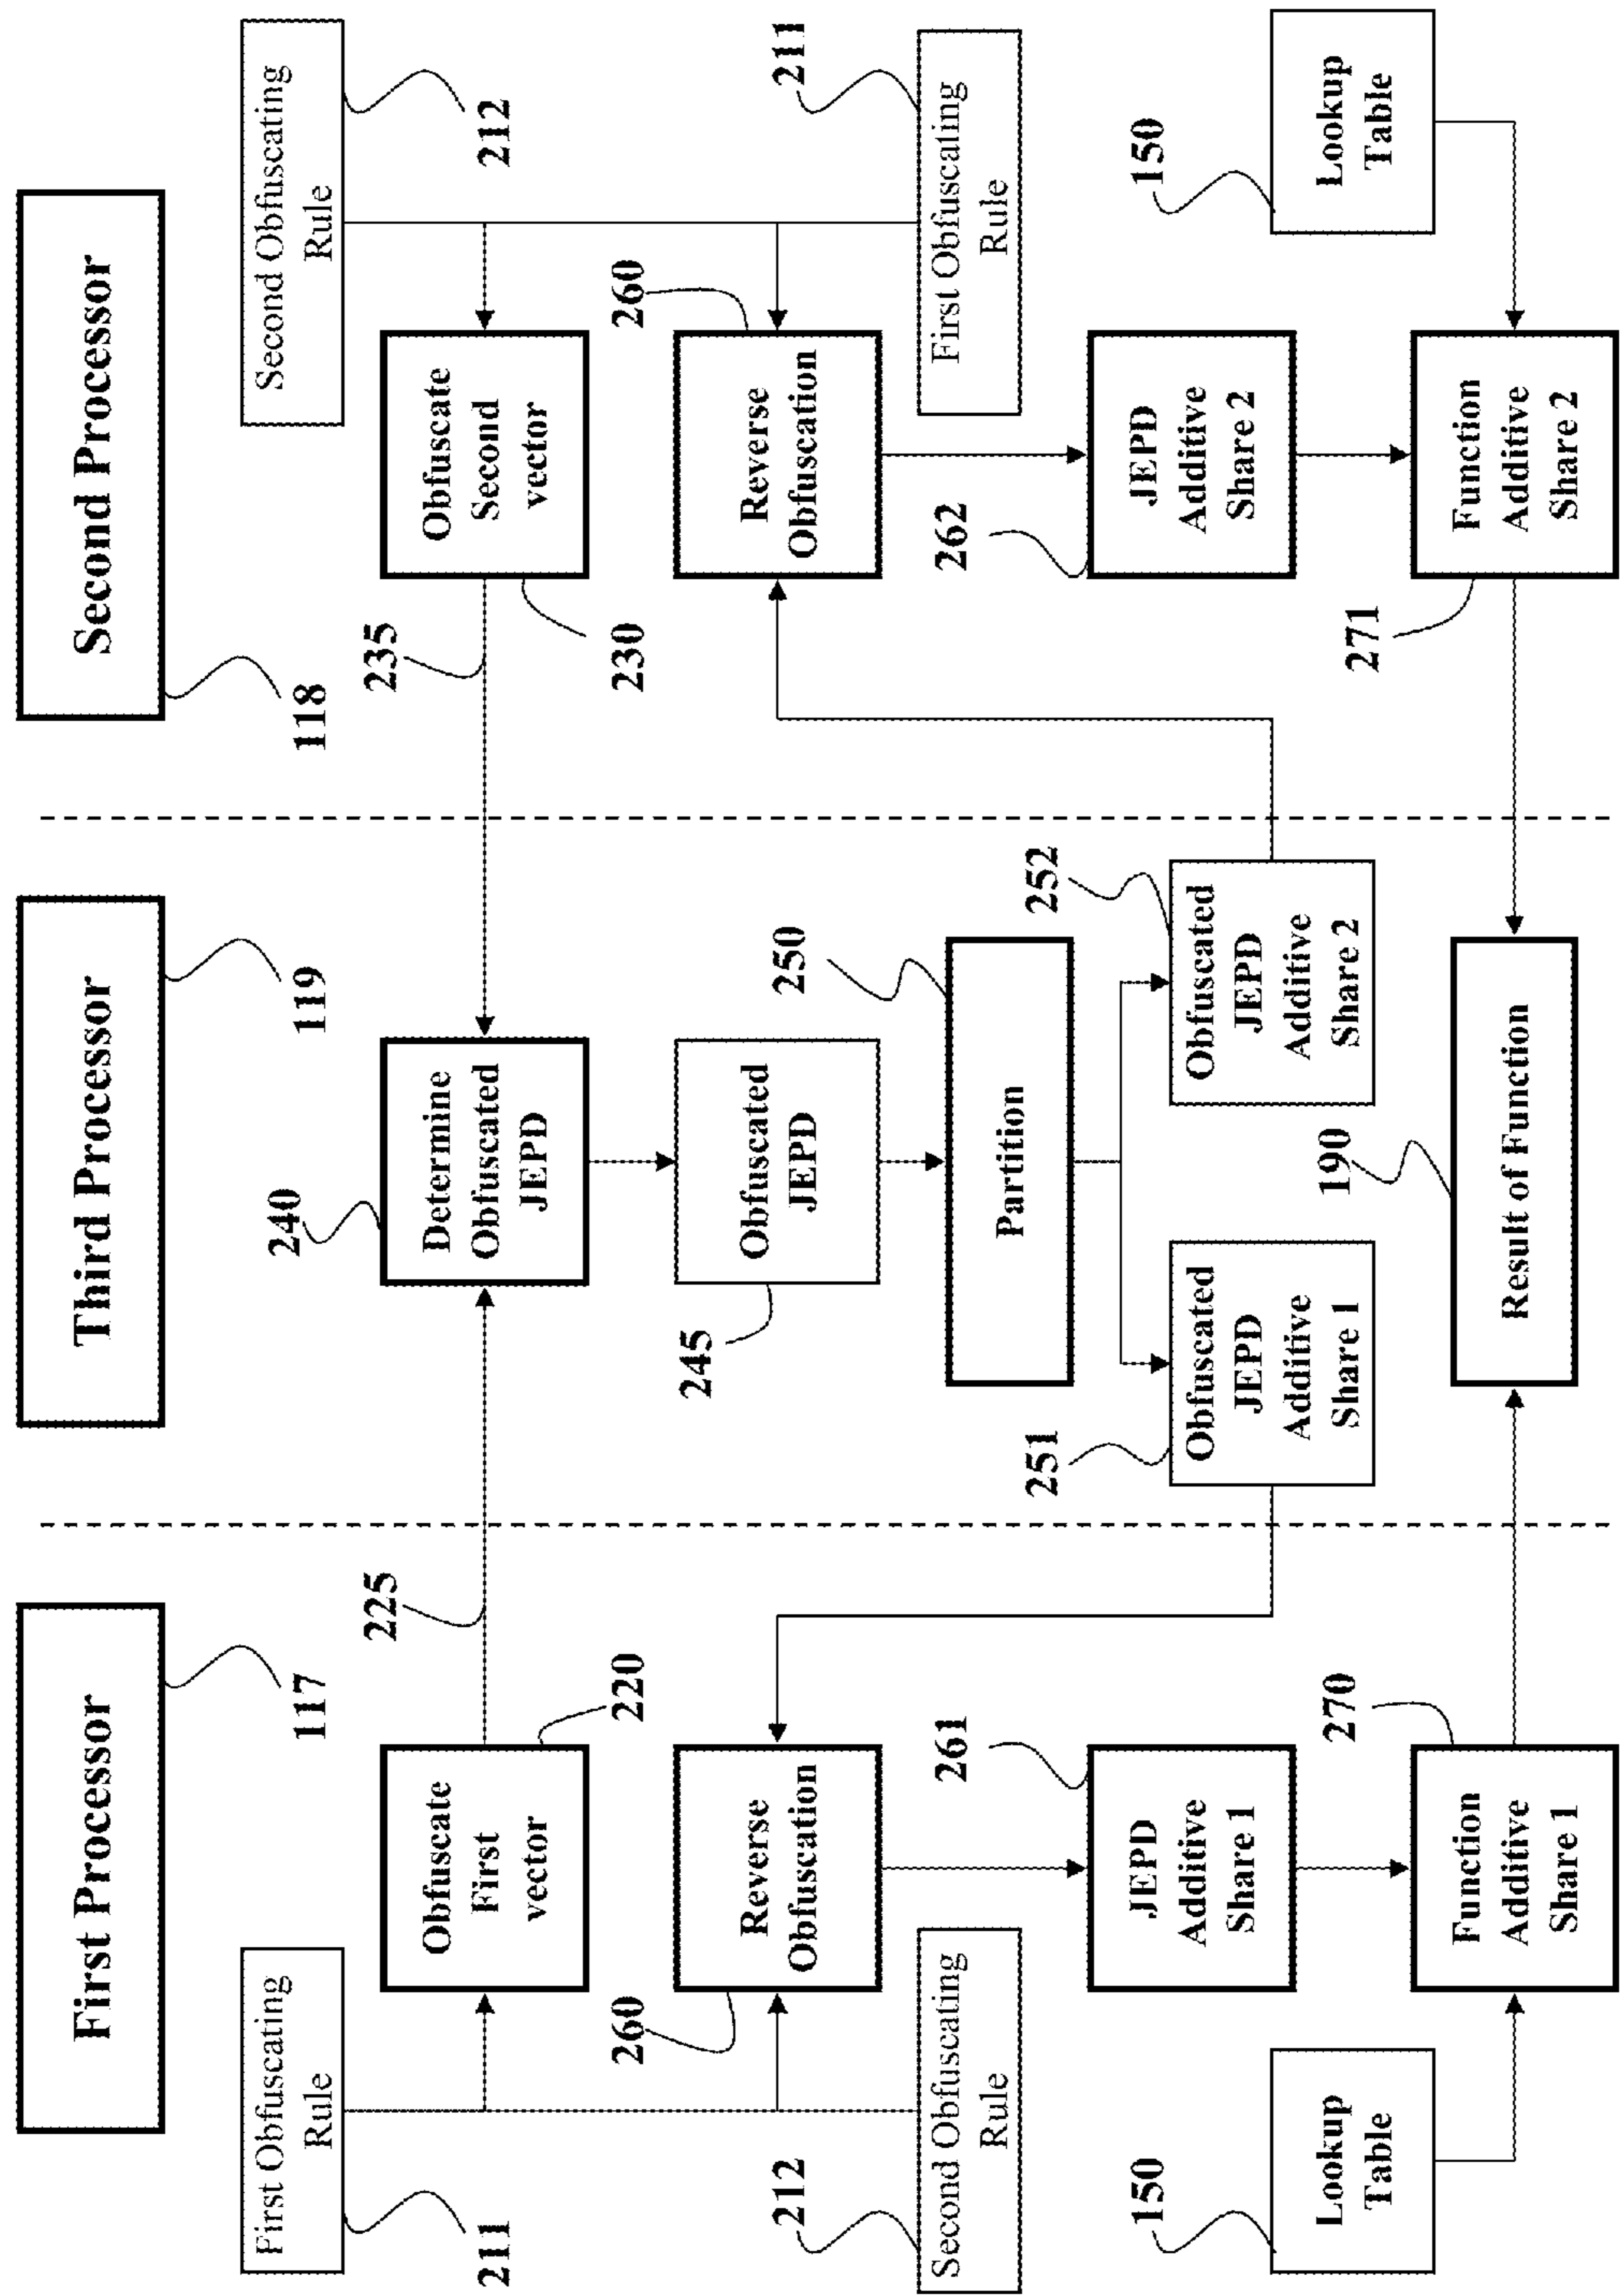 First Processor
117
Third Processor
119
Second Processor
118
First Obfuscating
Rule
211
Obfuscate
First
vector
220
225
240
Determine
Obfuscated
JEPD
235
Obfuscate
Second
vector
230
Second Obfuscating
Rule
212
260
Reverse
Obfuscation
Second Obfuscating
Rule
212
245
Obfuscated
JEPD
Reverse
Obfuscation
260
First Obfuscating
Rule
211
Partition
250
251
Obfuscated
JEPD
Additive
Share 1
252
Obfuscated
JEPD
Additive
Share 2
261
JEPD
Additive
Share 1
262
JEPD
Additive
Share 2
150
Lookup
Table
270
Function
Additive
Share 1
190
Result of Function
271
Function
Additive
Share 2
150
Lookup
Table